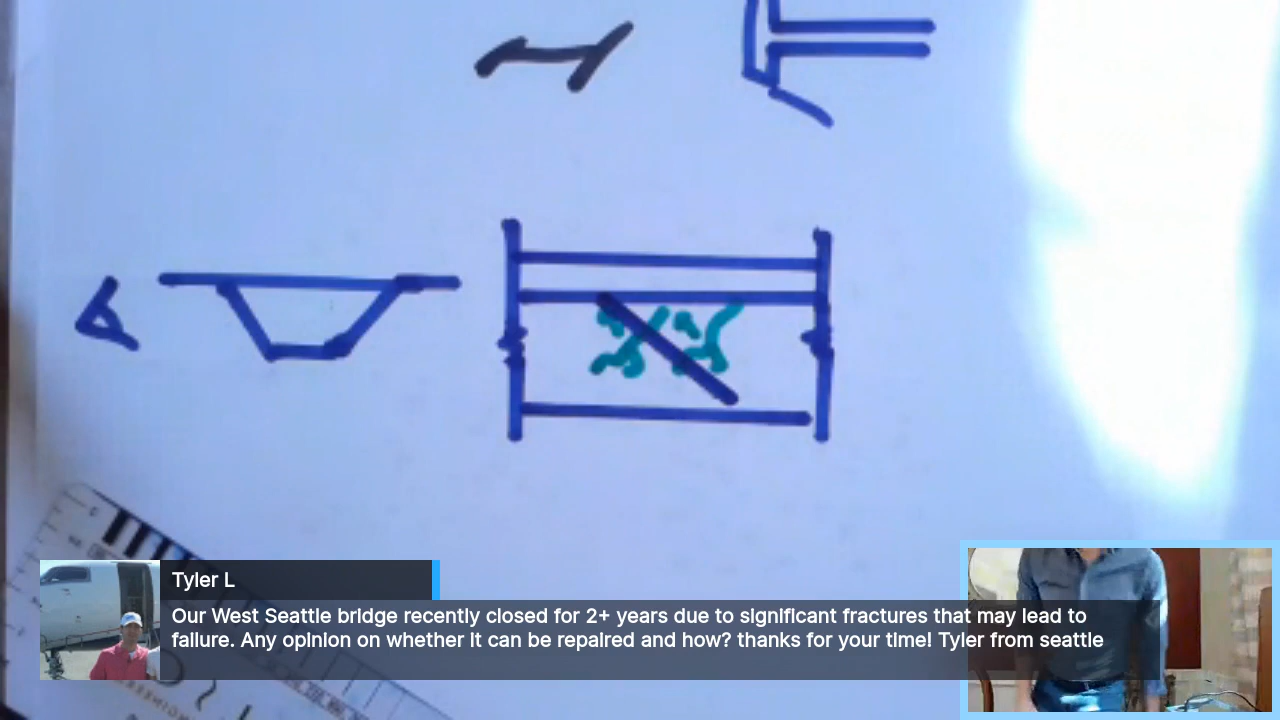 Tyler L
Our West Seattle bridge recently closed for 2+ years due to significant fractures that may lead to
failure. Any opinion on whether it can be repaired and how? thanks for your time! Tyler from seattle